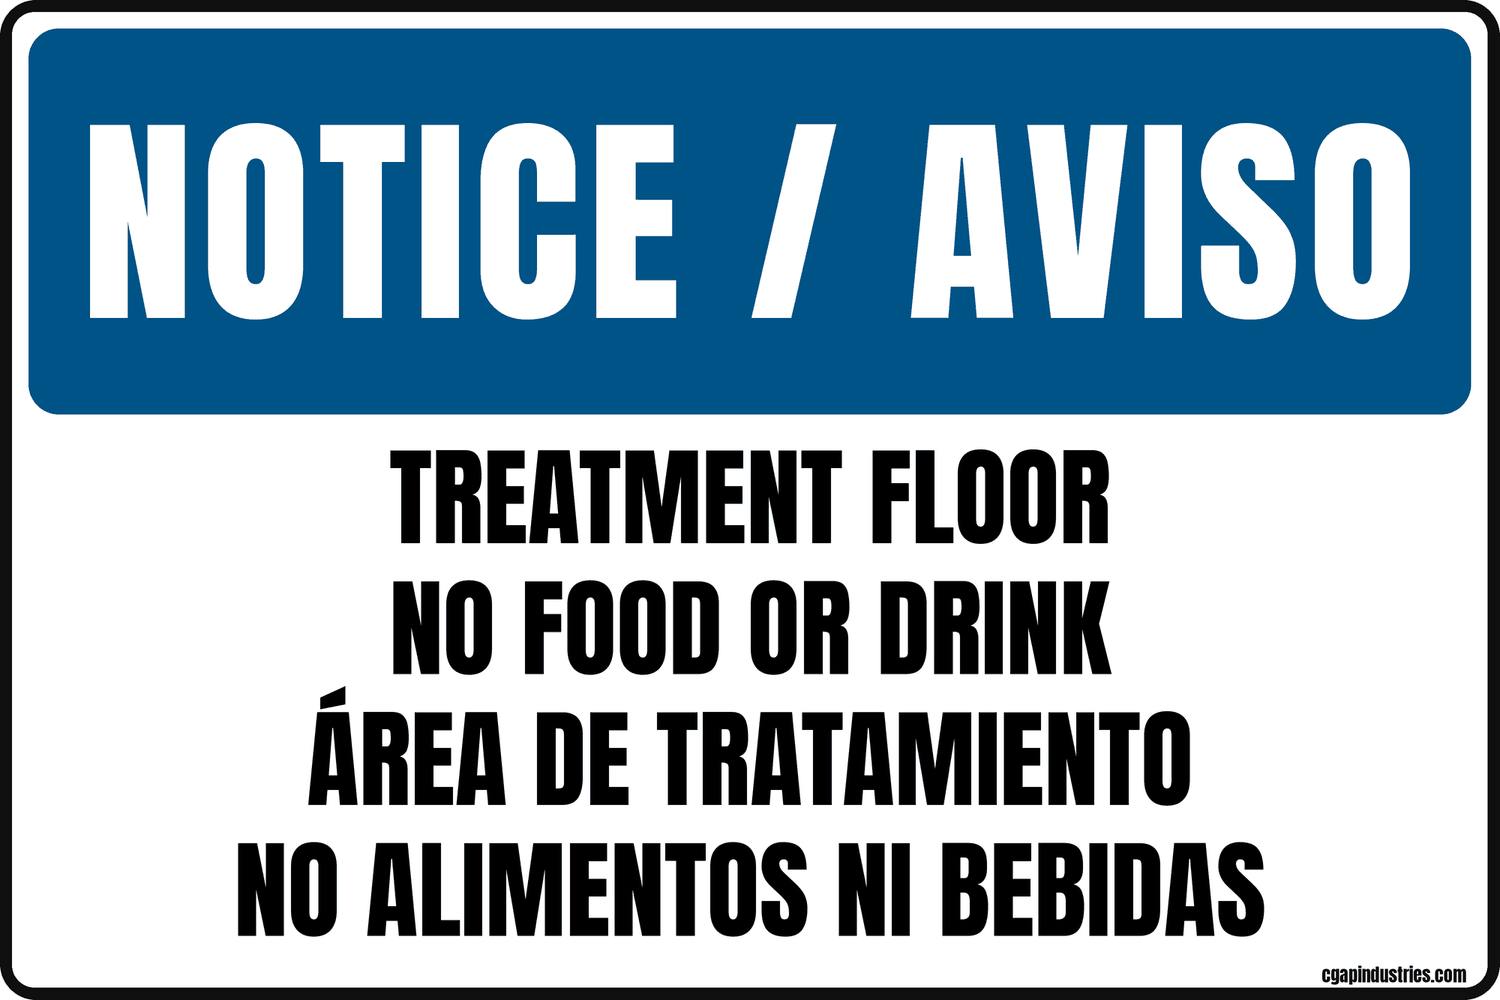 NOTICE / AVISO
TREATMENT FLOOR
NO FOOD OR DRINK
ÁREA DE TRATAMIENTO
NO ALIMENTOS NI BEBIDAS
cgapindustries.com